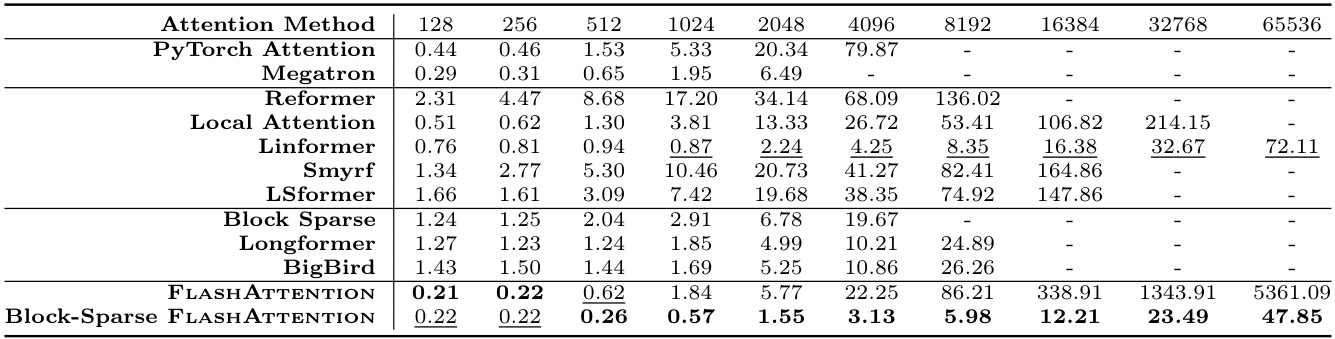 Attention Method 128 256 512 1024 2048 4096 8192 16384 32768 65536
PyTorch Attention 0.44 0.46 1.53 5.33 20.34 79.87 - - - -
Megatron 0.29 0.31 0.65 1.95 6.49 - - - - -
Reformer 2.31 4.47 8.68 17.20 34.14 68.09 136.02 - - -
Local Attention 0.51 0.62 1.30 3.81 13.33 26.72 53.41 106.82 214.15 -
Linformer 0.76 0.81 0.94 0.87 2.24 4.25 8.35 16.38 32.67 72.11
Smyrf 1.34 2.77 5.30 10.46 20.73 41.27 82.41 164.86 - -
LSformer 1.66 1.61 3.09 7.42 19.68 38.35 74.92 147.86 - -
Block Sparse 1.24 1.25 2.04 2.91 6.78 19.67 - - - -
Longformer 1.27 1.23 1.24 1.85 4.99 10.21 24.89 - - -
BigBird 1.43 1.50 1.44 1.69 5.25 10.86 26.26 - - -
FlashAttention 0.21 0.22 0.62 1.84 5.77 22.25 86.21 338.91 1343.91 5361.09
Block-Sparse FlashAttention 0.22 0.22 0.26 0.57 1.55 3.13 5.98 12.21 23.49 47.85